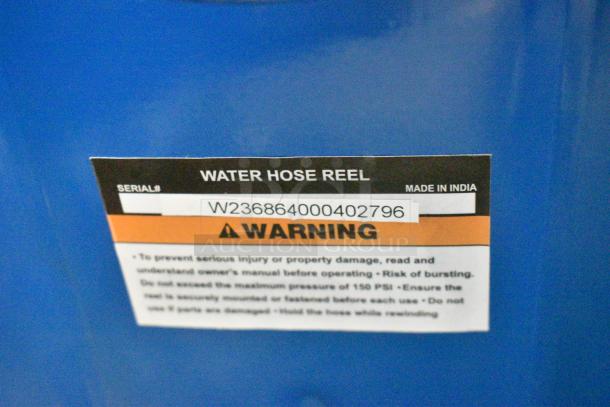 WATER HOSE REEL
SERIAL# MADE IN INDIA
W236864000402796
⚠WARNING
• To prevent serious injury or property damage, read and
understand owner's manual before operating • Risk of bursting.
Do not exceed the maximum pressure of 150 PSI • Ensure the
reel is securely mounted or fastened before each use • Do not
use if parts are damaged • Hold the hose while rewinding
AUCTION GROUP